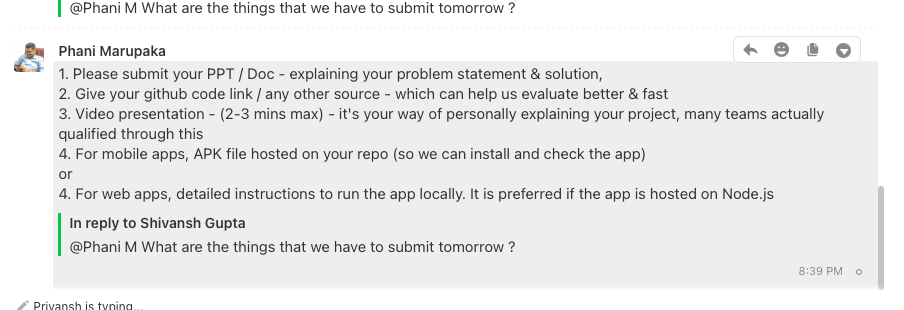 @Phani M What are the things that we have to submit tomorrow ?
Phani Marupaka
1. Please submit your PPT / Doc - explaining your problem statement & solution,
2. Give your github code link / any other source - which can help us evaluate better & fast
3. Video presentation - (2-3 mins max) - it's your way of personally explaining your project, many teams actually
qualified through this
4. For mobile apps, APK file hosted on your repo (so we can install and check the app)
or
4. For web apps, detailed instructions to run the app locally. It is preferred if the app is hosted on Node.js
In reply to Shivansh Gupta
@Phani M What are the things that we have to submit tomorrow ?
8:39 PM
Priyansh is typing...